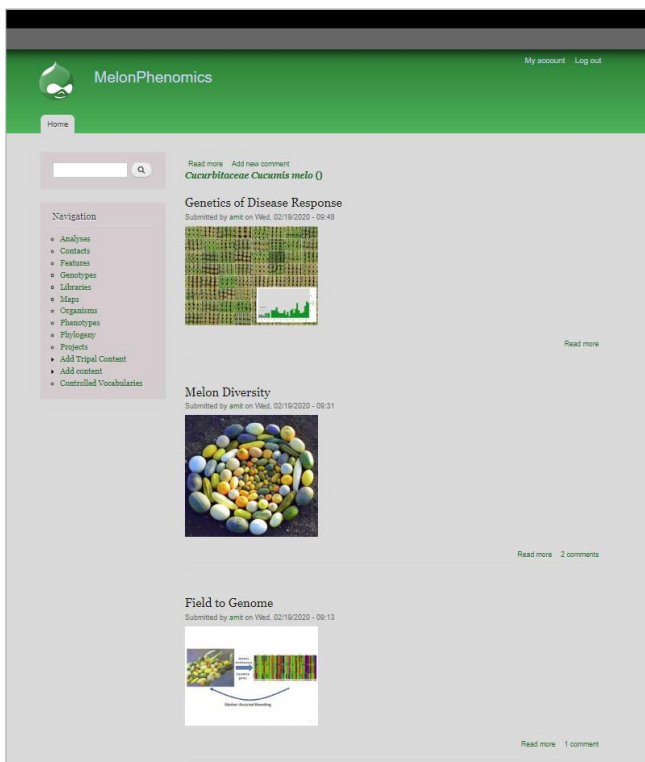 My account Log out
MelonPhenomics
Home
Read more Add new comment
Cucurbitaceae Cucumis melo ()
Navigation
Analyses
Contacts
Features
Genotypes
Libraries
Maps
Organisms
Phenotypes
Phylogeny
Projects
Add Tripal Content
Add content
Controlled Vocabularies
Genetics of Disease Response
Submitted by amit on Wed, 02/19/2020 - 09:48
Read more
Melon Diversity
Submitted by amit on Wed, 02/19/2020 - 09:31
Read more 2 comments
Field to Genome
Submitted by amit on Wed, 02/19/2020 - 09:13
Read more 1 comment